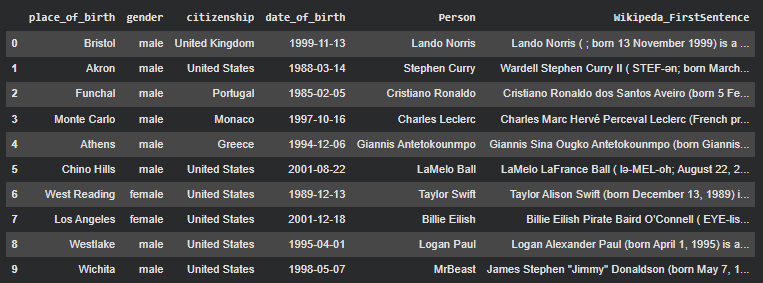 place_of_birth gender citizenship date_of_birth Person Wikipeda_FirstSentence
0 Bristol male United Kingdom 1999-11-13 Lando Norris Lando Norris ( ; born 13 November 1999) is a ...
1 Akron male United States 1988-03-14 Stephen Curry Wardell Stephen Curry II ( STEF-ən; born March...
2 Funchal male Portugal 1985-02-05 Cristiano Ronaldo Cristiano Ronaldo dos Santos Aveiro (born 5 Fe...
3 Monte Carlo male Monaco 1997-10-16 Charles Leclerc Charles Marc Hervé Perceval Leclerc (French pr...
4 Athens male Greece 1994-12-06 Giannis Antetokounmpo Giannis Sina Ougko Antetokounmpo (born Giannis...
5 Chino Hills male United States 2001-08-22 LaMelo Ball LaMelo LaFrance Ball ( lə-MEL-oh; August 22, 2...
6 West Reading female United States 1989-12-13 Taylor Swift Taylor Alison Swift (born December 13, 1989) i...
7 Los Angeles female United States 2001-12-18 Billie Eilish Billie Eilish Pirate Baird O'Connell ( EYE-lis...
8 Westlake male United States 1995-04-01 Logan Paul Logan Alexander Paul (born April 1, 1995) is a...
9 Wichita male United States 1998-05-07 MrBeast James Stephen "Jimmy" Donaldson (born May 7, 1...